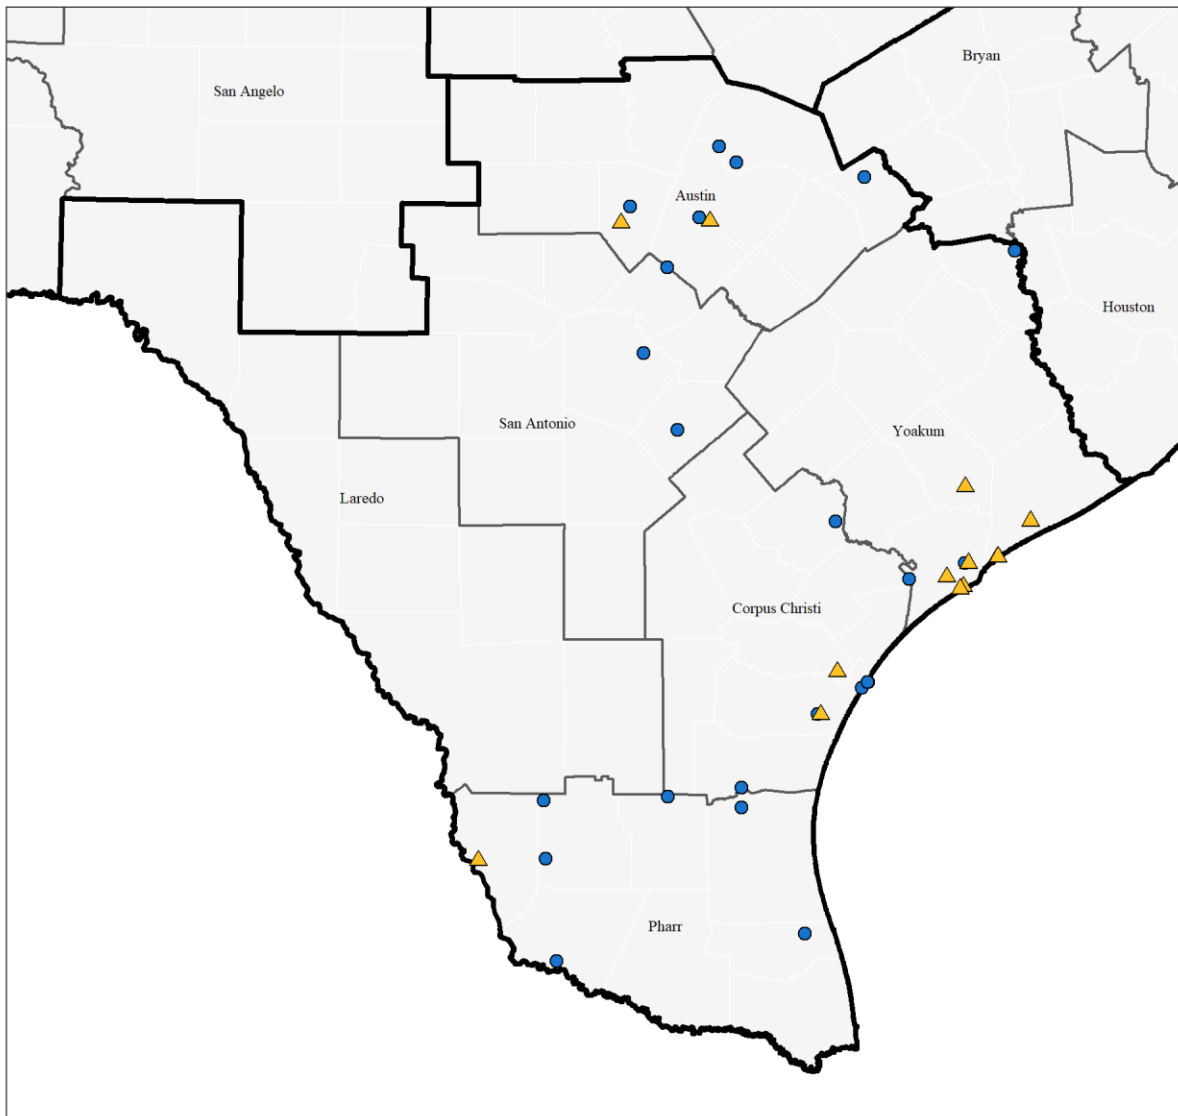 Bryan
San Angelo
Austin
Houston
San Antonio
Yoakum
Laredo
Corpus Christi
Pharr